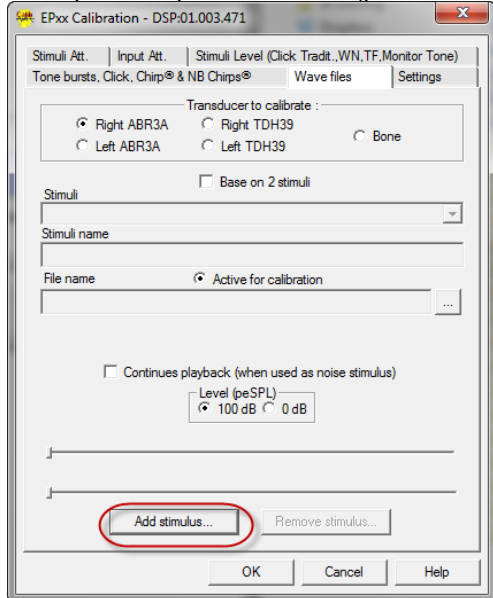 EPxx Calibration - DSP:01.003.471
Stimuli Att. Input Att. Stimuli Level (Click Tradit.,WN,TF,Monitor Tone)
Tone bursts, Click, Chirp® & NB Chirps® Wave files Settings
Transducer to calibrate :
Right ABR3A Right TDH39 Bone
Left ABR3A Left TDH39
Base on 2 stimuli
Stimuli
Stimuli name
File name Active for calibration
...
Continues playback (when used as noise stimulus)
Level (peSPL)
100 dB 0 dB
Add stimulus... Remove stimulus...
OK Cancel Help